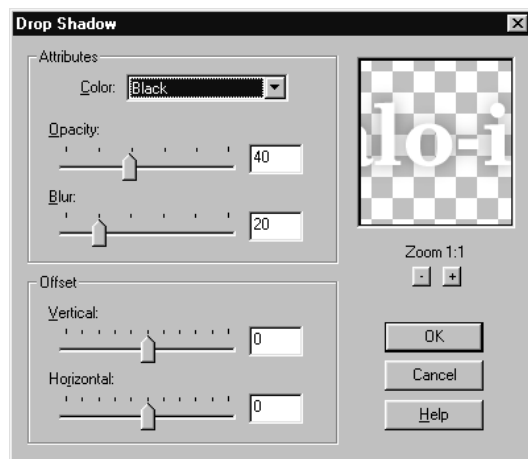 Drop Shadow
Attributes
Color: Black
Opacity:
40
Blur:
20
Offset
Vertical:
0
Horizontal:
0
alo-i
Zoom 1:1
- +
OK
Cancel
Help